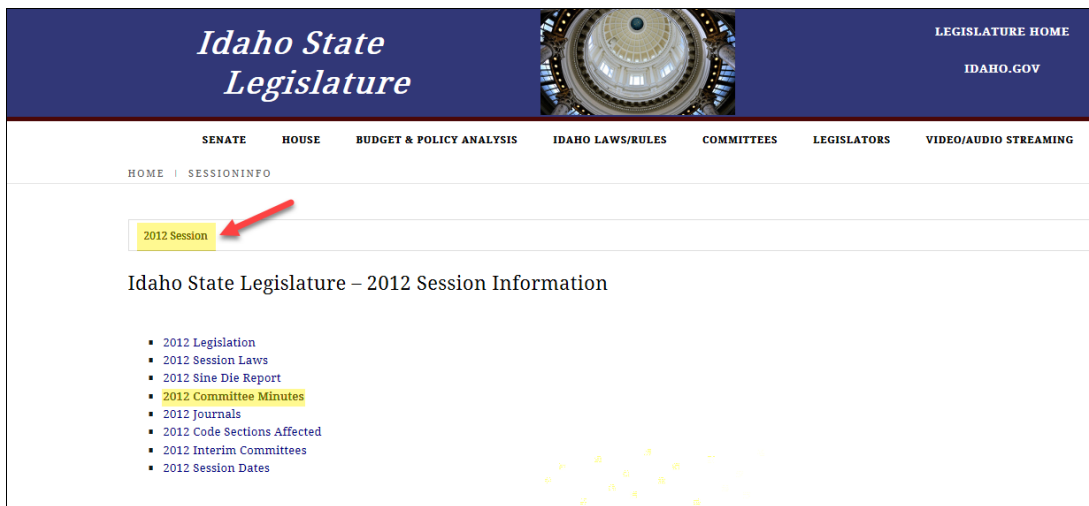 Idaho State
Legislature
LEGISLATURE HOME
IDAHO.GOV
SENATE HOUSE BUDGET & POLICY ANALYSIS IDAHO LAWS/RULES COMMITTEES LEGISLATORS VIDEO/AUDIO STREAMING
HOME | SESSIONINFO
2012 Session
Idaho State Legislature – 2012 Session Information
▪ 2012 Legislation
▪ 2012 Session Laws
▪ 2012 Sine Die Report
▪ 2012 Committee Minutes
▪ 2012 Journals
▪ 2012 Code Sections Affected
▪ 2012 Interim Committees
▪ 2012 Session Dates